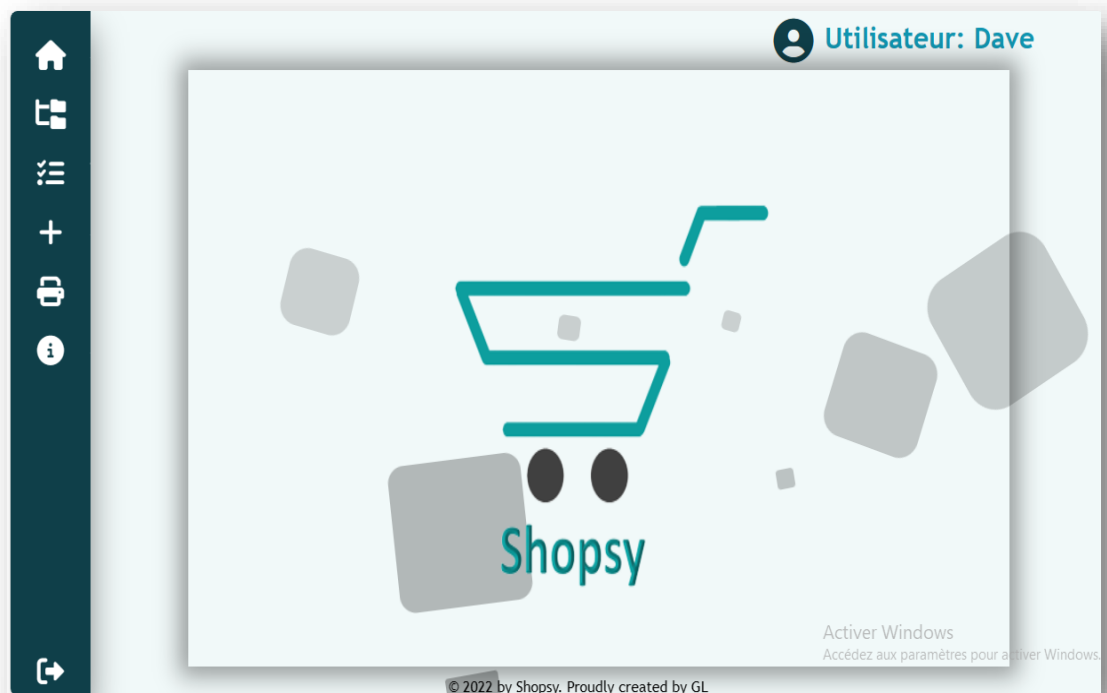 Utilisateur: Dave
Shopsy
Activer Windows
Accédez aux paramètres pour activer Windows.
© 2022 by Shopsy. Proudly created by GL